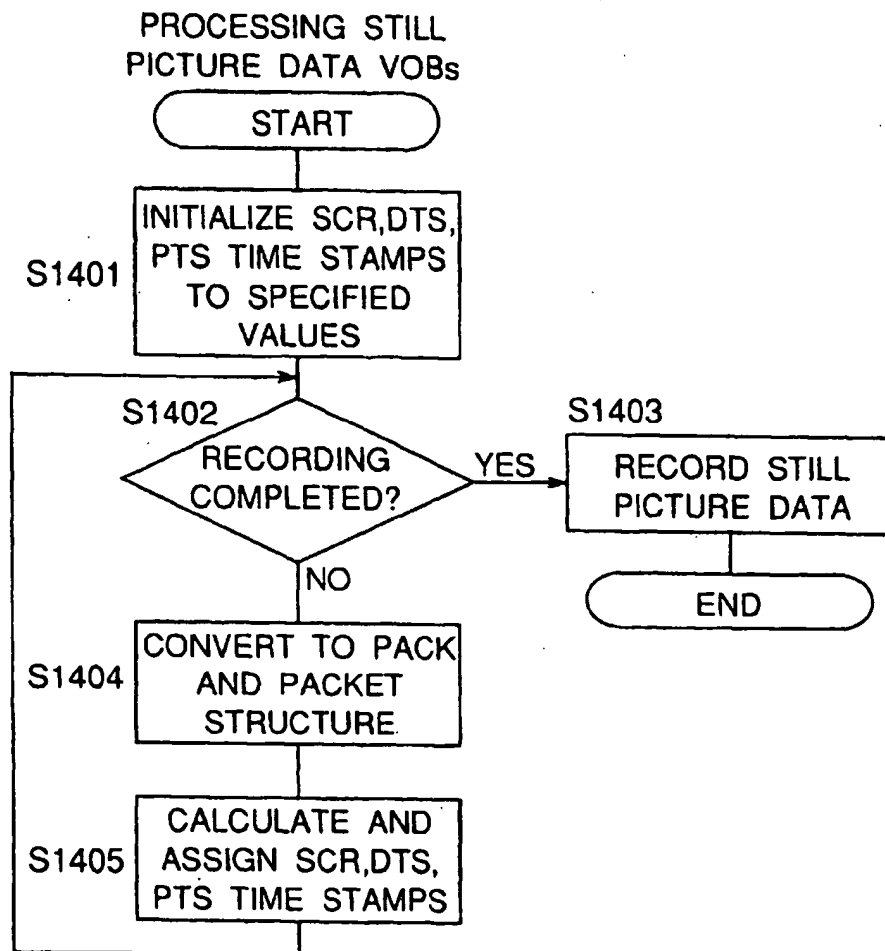 PROCESSING STILL
PICTURE DATA VOBs
START
S1401
INITIALIZE SCR,DTS,
PTS TIME STAMPS
TO SPECIFIED
VALUES
S1402
RECORDING
COMPLETED?
YES
S1403
RECORD STILL
PICTURE DATA
END
NO
S1404
CONVERT TO PACK
AND PACKET
STRUCTURE
S1405
CALCULATE AND
ASSIGN SCR,DTS,
PTS TIME STAMPS